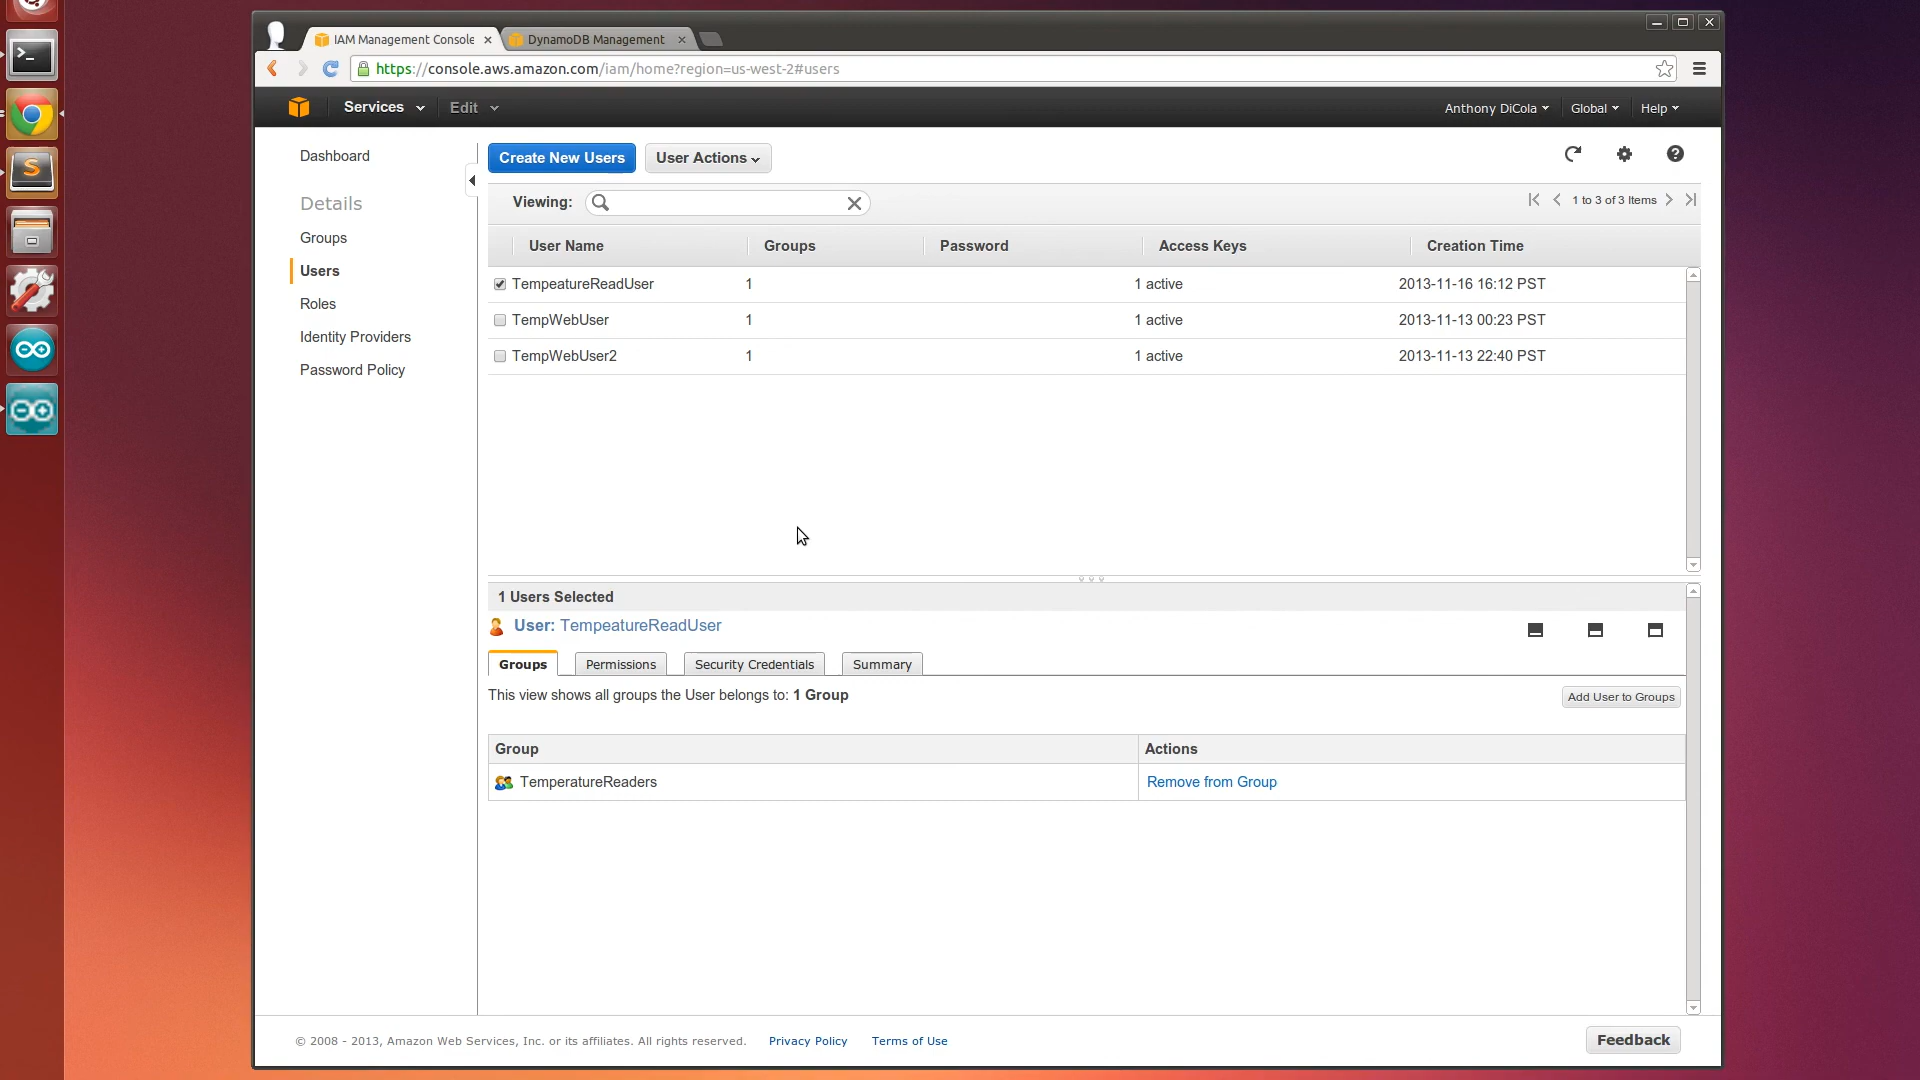 IAM Management Console
DynamoDB Management
https://console.aws.amazon.com/iam/home?region=us-west-2#users
Services
Edit
Anthony DiCola
Global
Help
Dashboard
Details
Groups
Users
Roles
Identity Providers
Password Policy
Create New Users
User Actions
Viewing:
1 to 3 of 3 Items
User Name Groups Password Access Keys Creation Time
TempeatureReadUser 1 1 active 2013-11-16 16:12 PST
TempWebUser 1 1 active 2013-11-13 00:23 PST
TempWebUser2 1 1 active 2013-11-13 22:40 PST
1 Users Selected
User: TempeatureReadUser
Groups Permissions Security Credentials Summary
This view shows all groups the User belongs to: 1 Group
Add User to Groups
Group Actions
TemperatureReaders Remove from Group
© 2008 - 2013, Amazon Web Services, Inc. or its affiliates. All rights reserved. Privacy Policy Terms of Use
Feedback